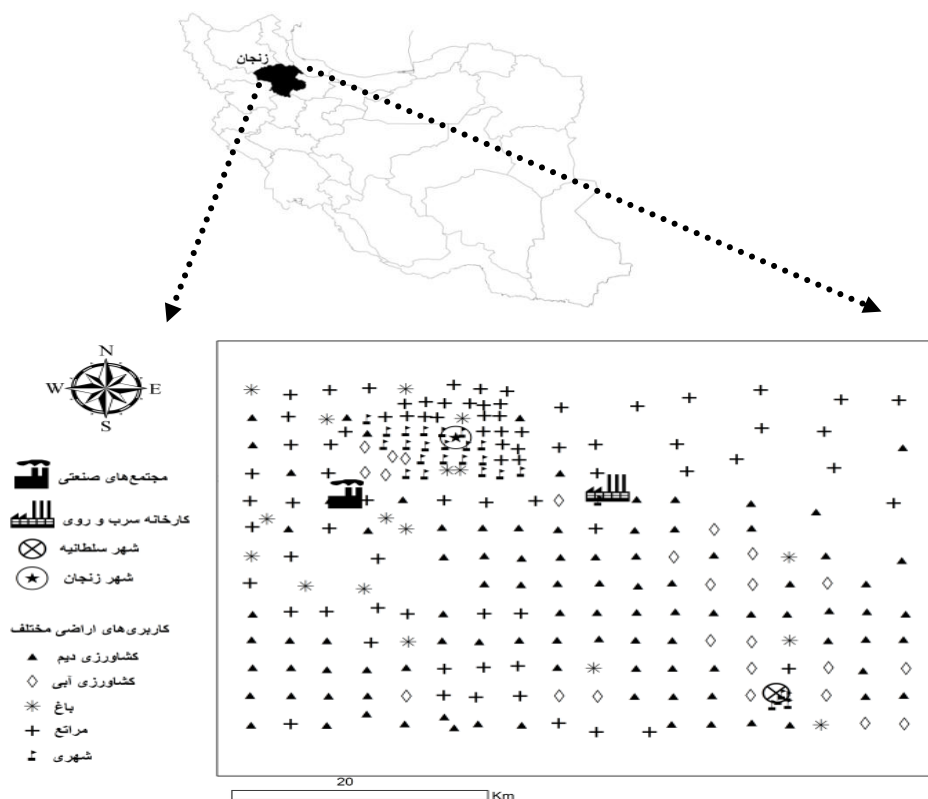 زنجان
N
W E
S
مجتمع‌های صنعتی
کارخانه سرب و روی
شهر سلطانیه
شهر زنجان
کاربری‌های اراضی مختلف
کشاورزی دیم
کشاورزی آبی
باغ
مراتع
شهری
20
Km